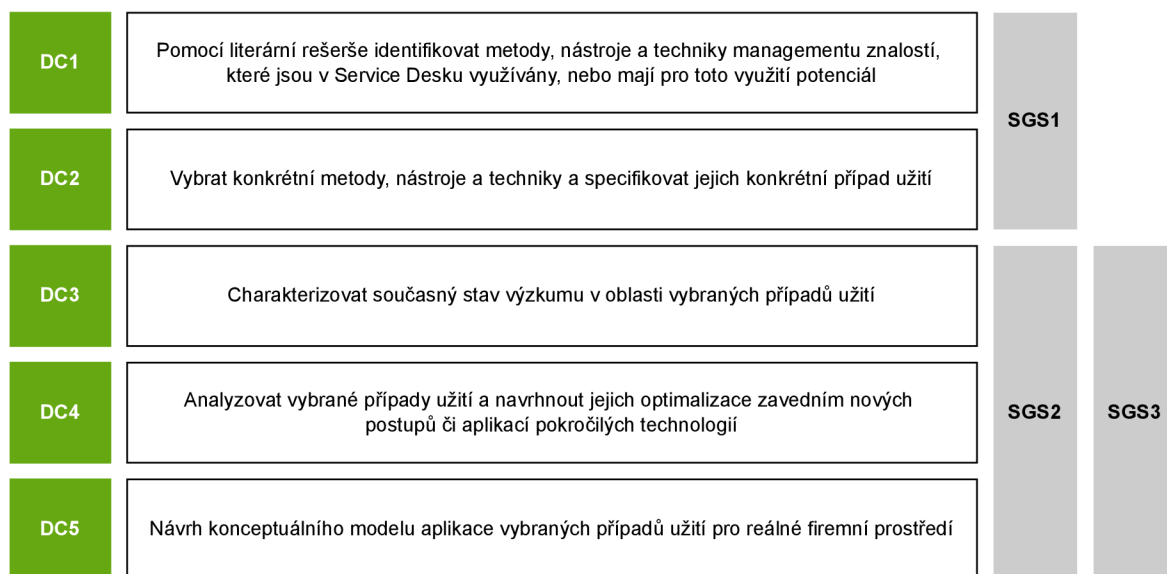 DC1
Pomocí literární rešerše identifikovat metody, nástroje a techniky managementu znalostí,
které jsou v Service Desku využívány, nebo mají pro toto využití potenciál
SGS1
DC2
Vybrat konkrétní metody, nástroje a techniky a specifikovat jejich konkrétní případ užití
DC3
Charakterizovat současný stav výzkumu v oblasti vybraných případů užití
DC4
Analyzovat vybrané případy užití a navrhnout jejich optimalizace zavedním nových
postupů či aplikací pokročilých technologií
SGS2
SGS3
DC5
Návrh konceptuálního modelu aplikace vybraných případů užití pro reálné firemní prostředí